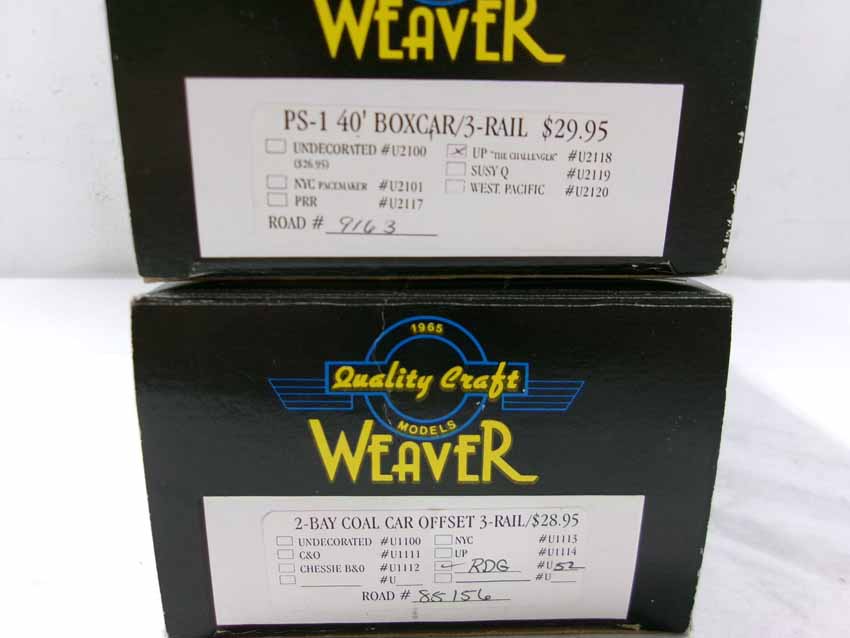 WEAVER
PS-1 40' BOXCAR/3-RAIL $29.95
UNDECORATED #U2100
($26.95)
NYC PACEMAKER #U2101
PRR #U2117
UP "THE CHALLENGER" #U2118
SUSY Q #U2119
WEST. PACIFIC #U2120
ROAD # 9163
1965
Quality Craft
MODELS
WEAVER
2-BAY COAL CAR OFFSET 3-RAIL/$28.95
UNDECORATED #U1100
C&O #U1111
CHESSIE B&O #U1112
#U
NYC #U1113
UP #U1114
RDG #U52
#U
ROAD # 85156